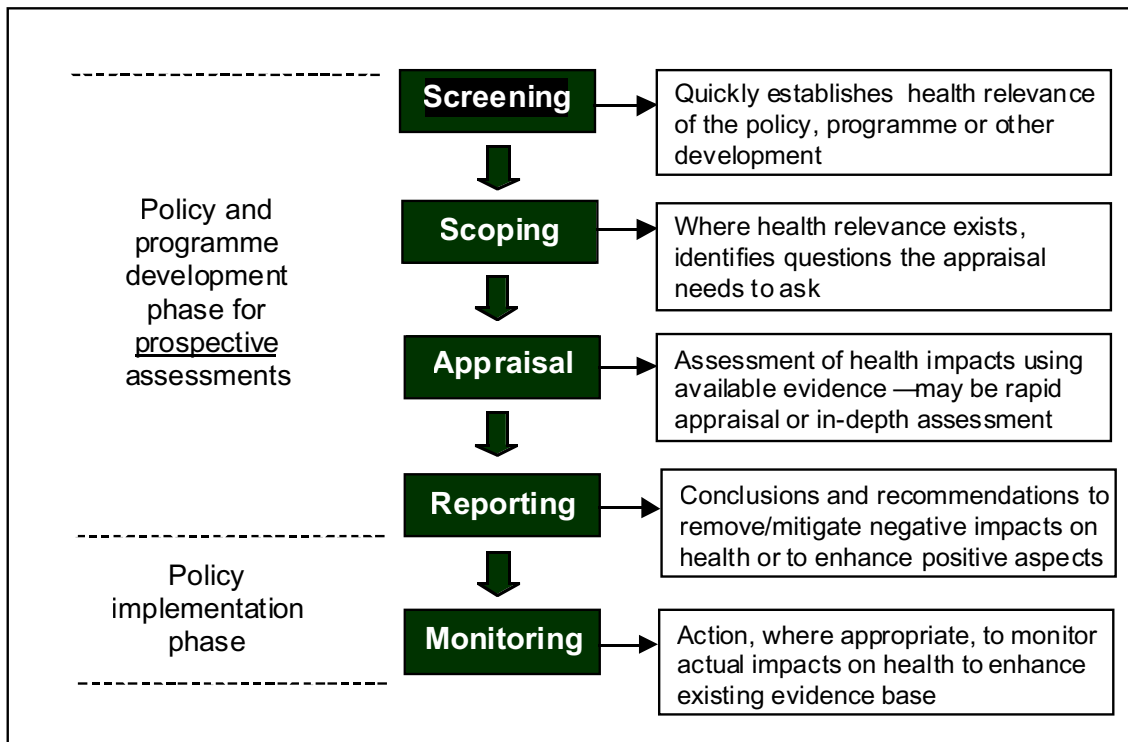 Screening
Quickly establishes health relevance
of the policy, programme or other
development
Policy and
programme
development
phase for
prospective
assessments
Scoping
Where health relevance exists,
identifies questions the appraisal
needs to ask
Appraisal
Assessment of health impacts using
available evidence —may be rapid
appraisal or in-depth assessment
Reporting
Conclusions and recommendations to
remove/mitigate negative impacts on
health or to enhance positive aspects
Policy
implementation
phase
Monitoring
Action, where appropriate, to monitor
actual impacts on health to enhance
existing evidence base